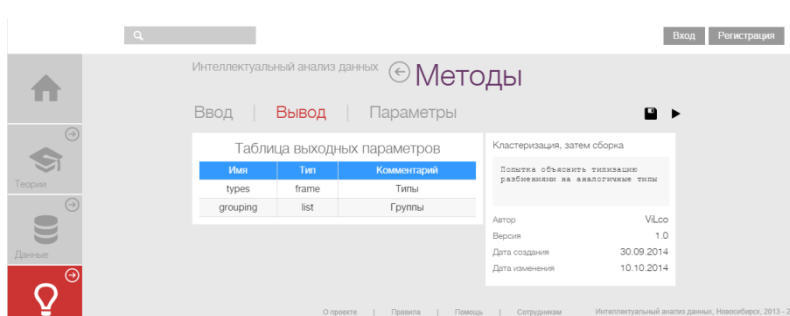 Вход Регистрация
Интеллектуальный анализ данных Методы
Ввод | Вывод | Параметры
Теории
Данные
Таблица выходных параметров
Имя Тип Комментарий
types frame Типы
grouping list Группы
Кластеризация, затем сборка
Попытка объяснить типизацию
разбиениями на аналогичные типы
Автор ViLco
Версия 1.0
Дата создания 30.09.2014
Дата изменения 10.10.2014
О проекте | Правила | Помощь | Сотрудникам Интеллектуальный анализ данных, Новосибирск, 2013 - 2